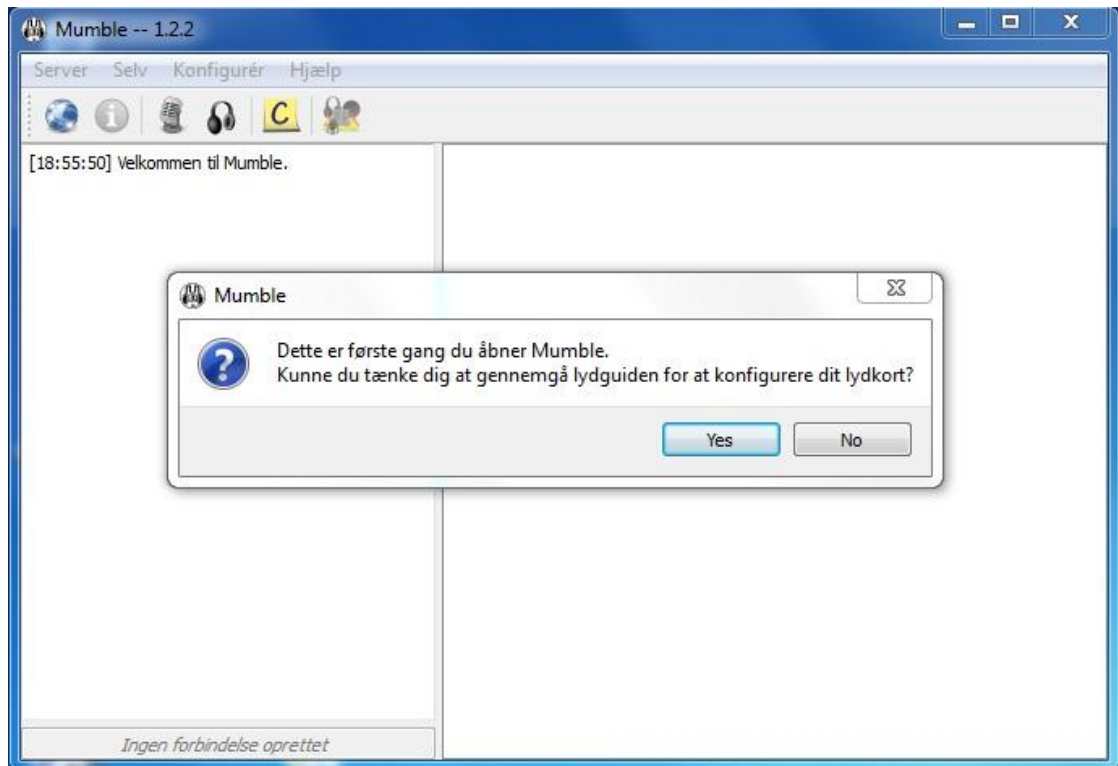 Mumble -- 1.2.2
Server Selv Konfigurér Hjælp
C
[18:55:50] Velkommen til Mumble.
Mumble
Dette er første gang du åbner Mumble.
Kunne du tænke dig at gennemgå lydguiden for at konfigurere dit lydkort?
Yes No
Ingen forbindelse oprettet